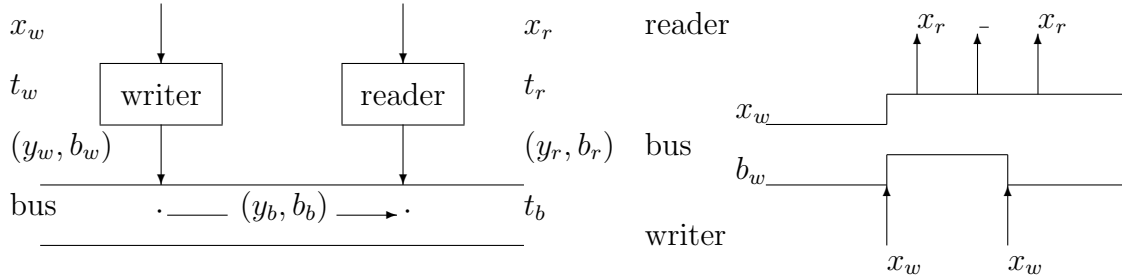 x_w x_r reader x_r - x_r
t_w writer reader t_r
x_w
(y_w, b_w) (y_r, b_r) bus
b_w
bus · (y_b, b_b) · t_b
writer
x_w x_w